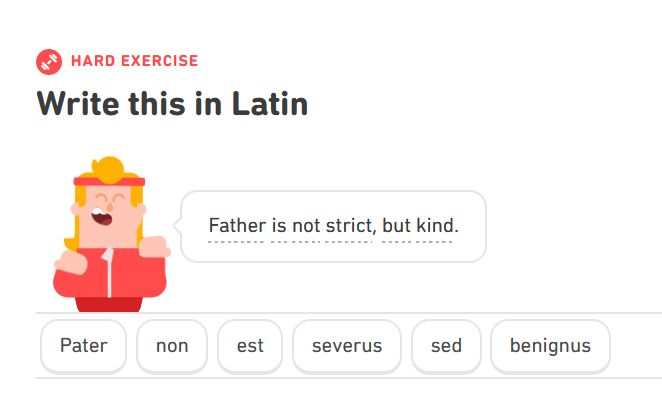 HARD EXERCISE
Write this in Latin
Father is not strict, but kind.
Pater non est severus sed benignus